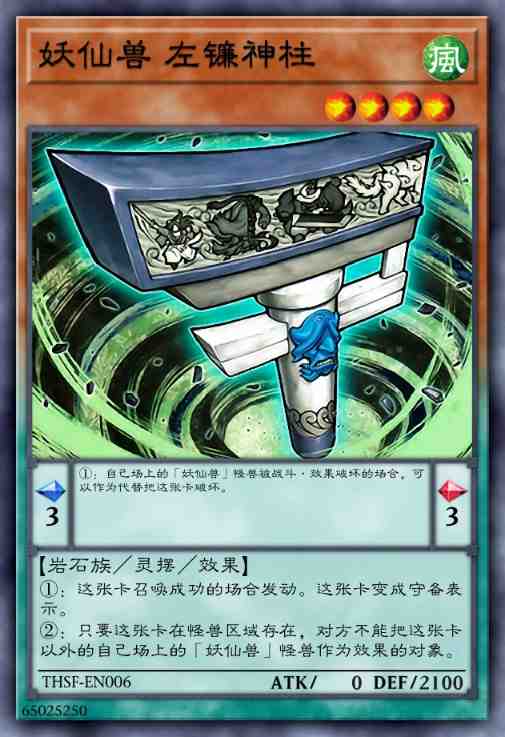 妖仙兽 左镰神柱
風
①：自己场上的「妖仙兽」怪兽被战斗·效果破坏的场合，可
以作为代替把这张卡破坏。
3
3
【岩石族／灵摆／效果】
①：这张卡召唤成功的场合发动。这张卡变成守备表
示。
②：只要这张卡在怪兽区域存在，对方不能把这张卡
以外的自己场上的「妖仙兽」怪兽作为效果的对象。
THSF-EN006 ATK/ 0 DEF/2100
65025250